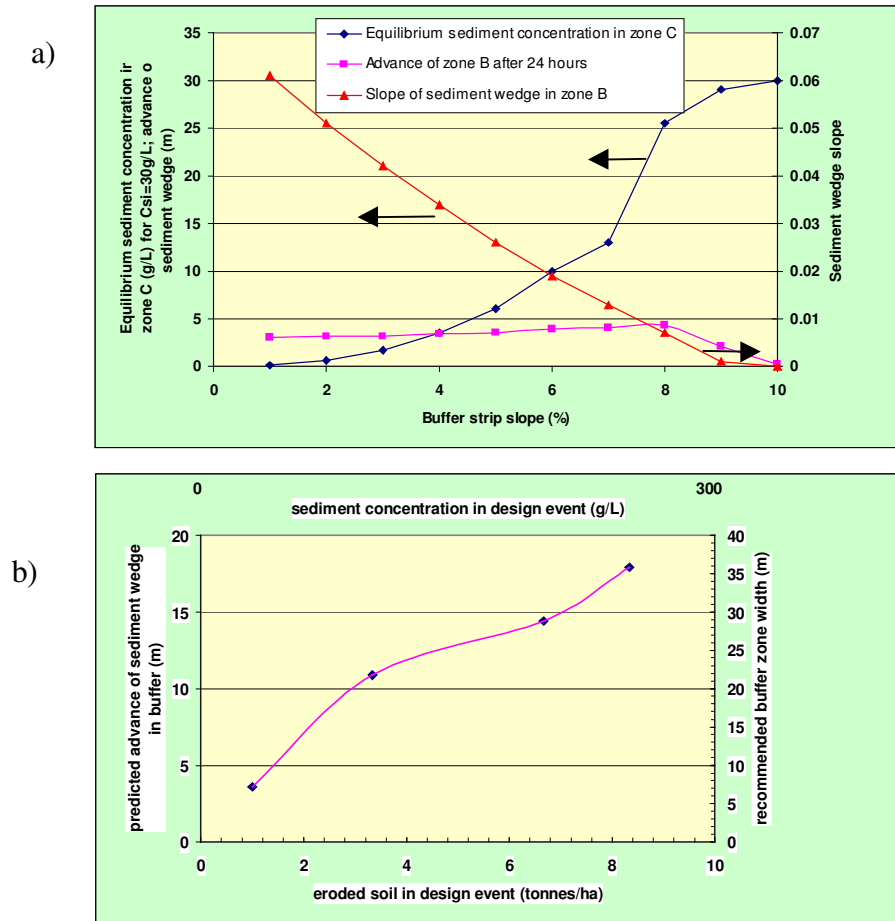 a)
Equilibrium sediment concentration in zone C
Advance of zone B after 24 hours
Slope of sediment wedge in zone B
Equilibrium sediment concentration ir
zone C (g/L) for Csi=30g/L; advance o
sediment wedge (m)
35
30
25
20
15
10
5
0
0.07
0.06
0.05
0.04
0.03
0.02
0.01
0
Sediment wedge slope
0 2 4 6 8 10
Buffer strip slope (%)
b)
0 300
sediment concentration in design event (g/L)
predicted advance of sediment wedge
in buffer (m)
20
15
10
5
0
40
35
30
25
20
15
10
5
0
recommended buffer zone width (m)
0 2 4 6 8 10
eroded soil in design event (tonnes/ha)